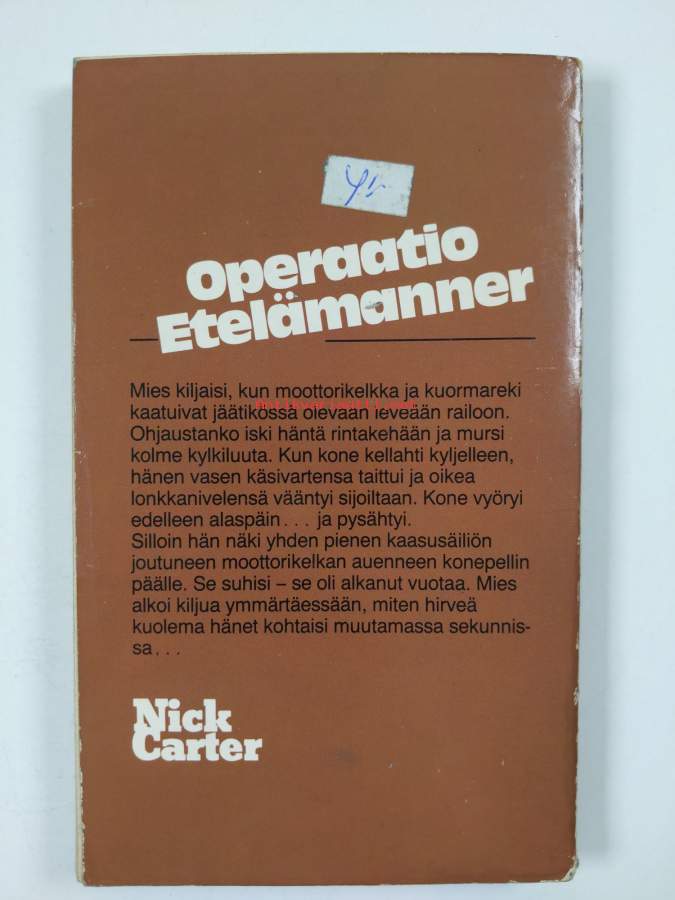 4,-
Operaatio
Etelämanner
Mies kiljaisi, kun moottorikelkka ja kuormareki
kaatuivat jäätikössä olevaan leveään railoon.
Ohjaustanko iski häntä rintakehään ja mursi
kolme kylkiluuta. Kun kone kellahti kyljelleen,
hänen vasen käsivartensa taittui ja oikea
lonkkanivelensä vääntyi sijoiltaan. Kone vyöryi
edelleen alaspäin... ja pysähtyi.
Silloin hän näki yhden pienen kaasusäiliön
joutuneen moottorikelkan auenneen konepellin
päälle. Se suhisi – se oli alkanut vuotaa. Mies
alkoi kiljua ymmärtäessään, miten hirveä
kuolema hänet kohtaisi muutamassa sekunnis-
sa...
Nick
Carter